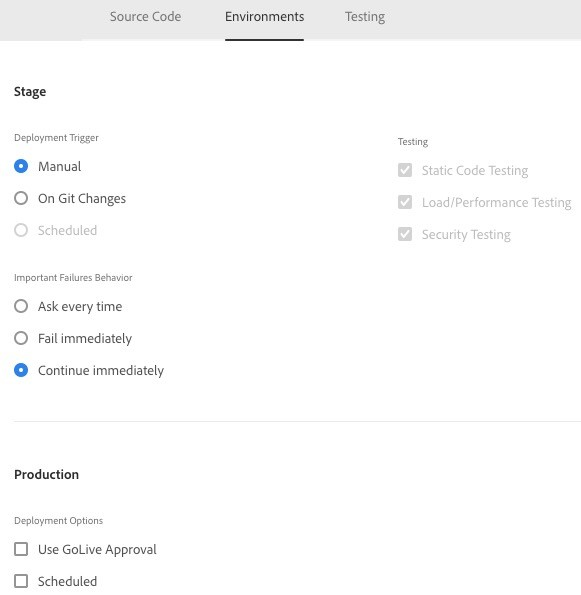 Source Code Environments Testing
Stage
Deployment Trigger
Manual
On Git Changes
Scheduled
Testing
Static Code Testing
Load/Performance Testing
Security Testing
Important Failures Behavior
Ask every time
Fail immediately
Continue immediately
Production
Deployment Options
Use GoLive Approval
Scheduled